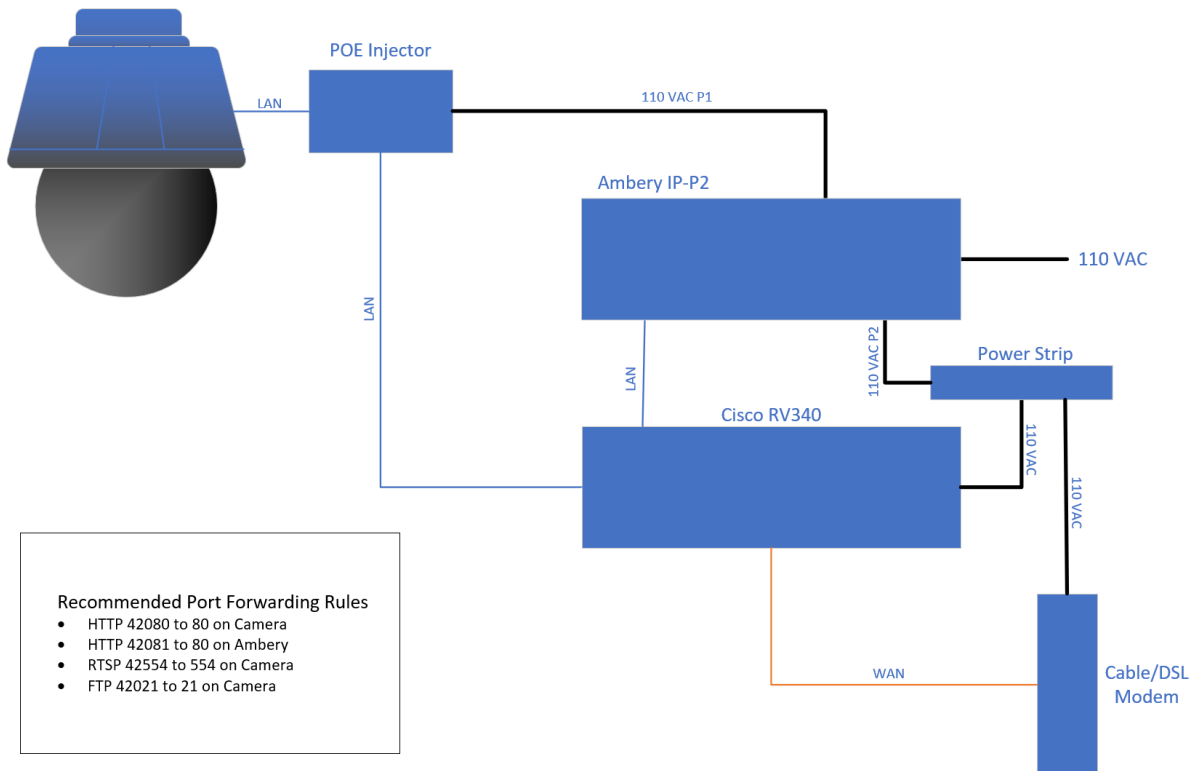 POE Injector
LAN
110 VAC P1
Ambery IP-P2
110 VAC
LAN
LAN
110 VAC P2
Power Strip
Cisco RV340
110 VAC
110 VAC
WAN
Cable/DSL
Modem
Recommended Port Forwarding Rules
• HTTP 42080 to 80 on Camera
• HTTP 42081 to 80 on Ambery
• RTSP 42554 to 554 on Camera
• FTP 42021 to 21 on Camera